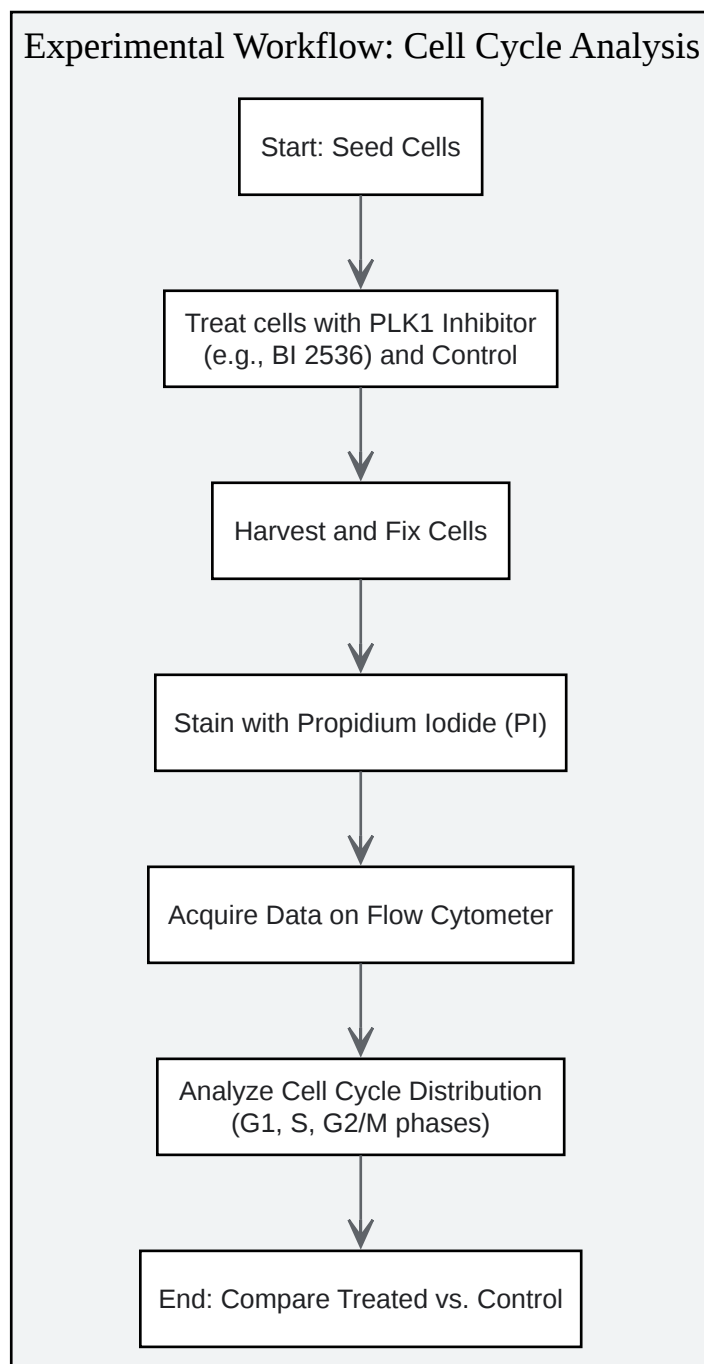 Experimental Workflow: Cell Cycle Analysis
Start: Seed Cells
Treat cells with PLK1 Inhibitor
(e.g., BI 2536) and Control
Harvest and Fix Cells
Stain with Propidium Iodide (PI)
Acquire Data on Flow Cytometer
Analyze Cell Cycle Distribution
(G1, S, G2/M phases)
End: Compare Treated vs. Control